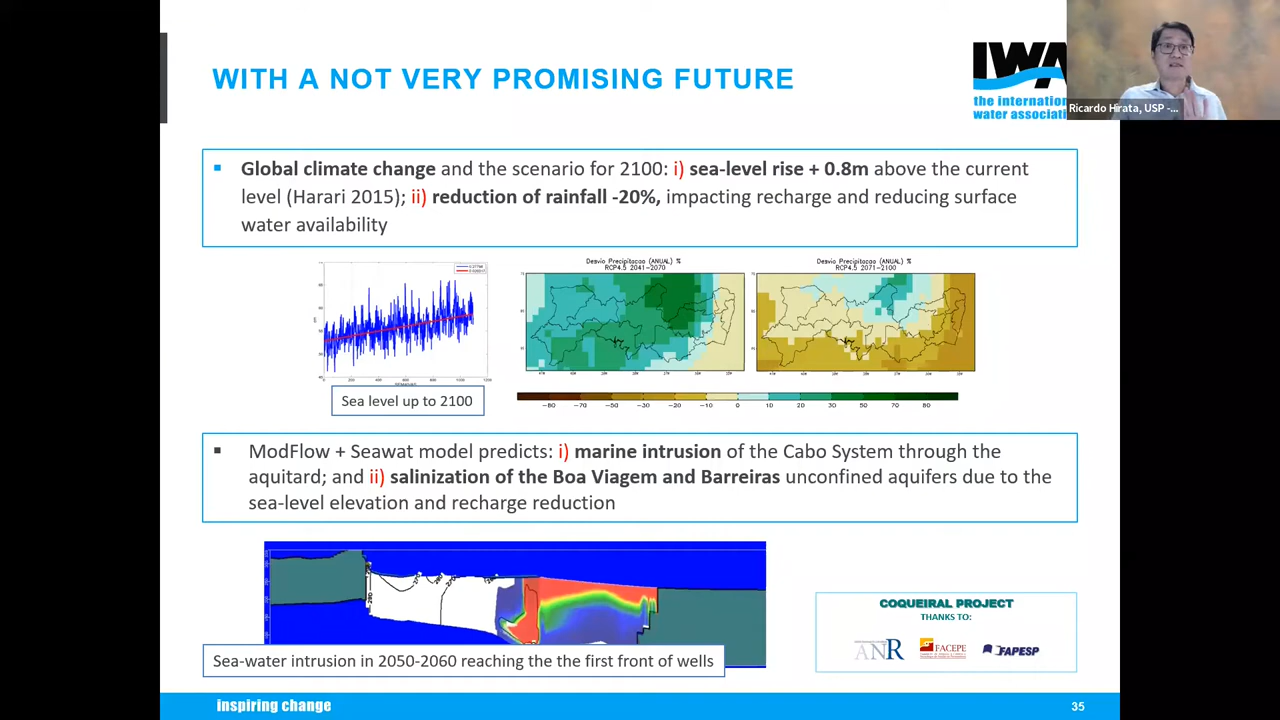 WITH A NOT VERY PROMISING FUTURE
IWA
the internation
water associati
Ricardo Hirata, USP -...
Global climate change and the scenario for 2100: i) sea-level rise + 0.8m above the current
level (Harari 2015); ii) reduction of rainfall -20%, impacting recharge and reducing surface
water availability
Desvio Precipitacao (ANUAL) %
RCP4.5 2041-2070
Desvio Precipitacao (ANUAL) %
RCP4.5 2071-2100
Sea level up to 2100
-80 -70 -50 -30 -20 -10 0 10 20 30 50 70 80
ModFlow + Seawat model predicts: i) marine intrusion of the Cabo System through the
aquitard; and ii) salinization of the Boa Viagem and Barreiras unconfined aquifers due to the
sea-level elevation and recharge reduction
Sea-water intrusion in 2050-2060 reaching the the first front of wells
COQUEIRAL PROJECT
THANKS TO:
ANR
FACEPE
FAPESP
inspiring change
35